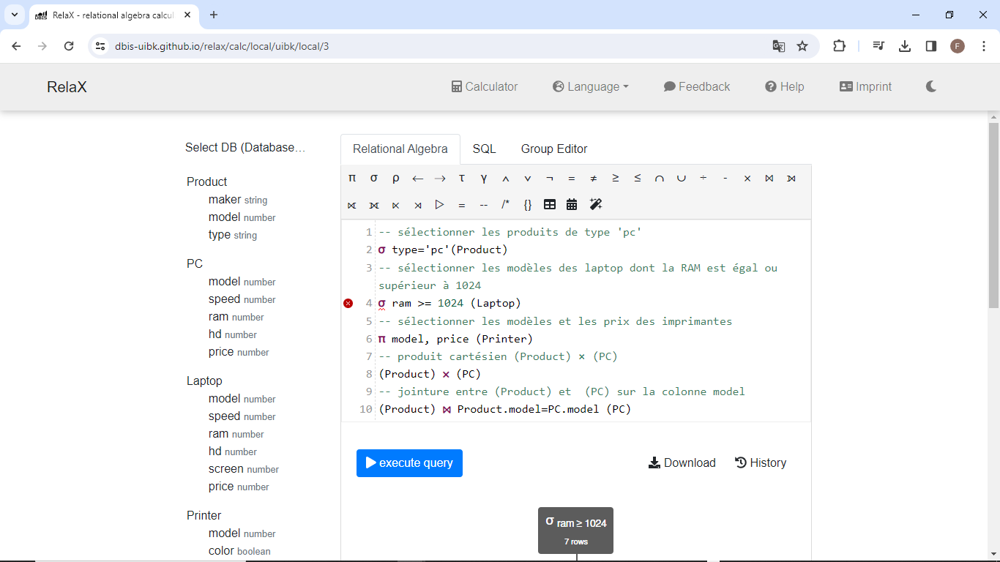 RelaX - relational algebra calcul
dbis-uibk.github.io/relax/calc/local/uibk/local/3
F
RelaX
Calculator
Language
Feedback
Help
Imprint
Select DB (Database…
Relational Algebra
SQL
Group Editor
π σ ρ ← → τ γ ∧ ∨ ¬ = ≠ ≥ ≤ ∩ ∪ ÷ - × ⋈ ⟕
⟖ ⟗ ⋉ ⋊ ▷ = -- /* {}
Product
maker string
model number
type string
PC
model number
speed number
ram number
hd number
price number
Laptop
model number
speed number
ram number
hd number
screen number
price number
Printer
model number
color boolean
1 -- sélectionner les produits de type 'pc'
2 σ type='pc'(Product)
3 -- sélectionner les modèles des laptop dont la RAM est égal ou
supérieur à 1024
4 σ ram >= 1024 (Laptop)
5 -- sélectionner les modèles et les prix des imprimantes
6 π model, price (Printer)
7 -- produit cartésien (Product) × (PC)
8 (Product) × (PC)
9 -- jointure entre (Product) et  (PC) sur la colonne model
10 (Product) ⋈ Product.model=PC.model (PC)
execute query
Download
History
σ ram ≥ 1024
7 rows